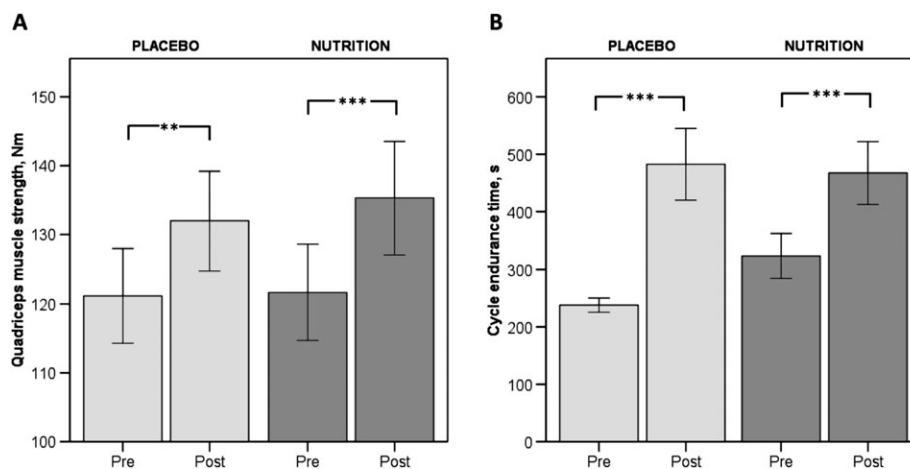 A
PLACEBO NUTRITION
Quadriceps muscle strength, Nm
150
140
130
120
110
100
** ***
Pre Post Pre Post
B
PLACEBO NUTRITION
Cycle endurance time, s
600
500
400
300
200
100
0
*** ***
Pre Post Pre Post